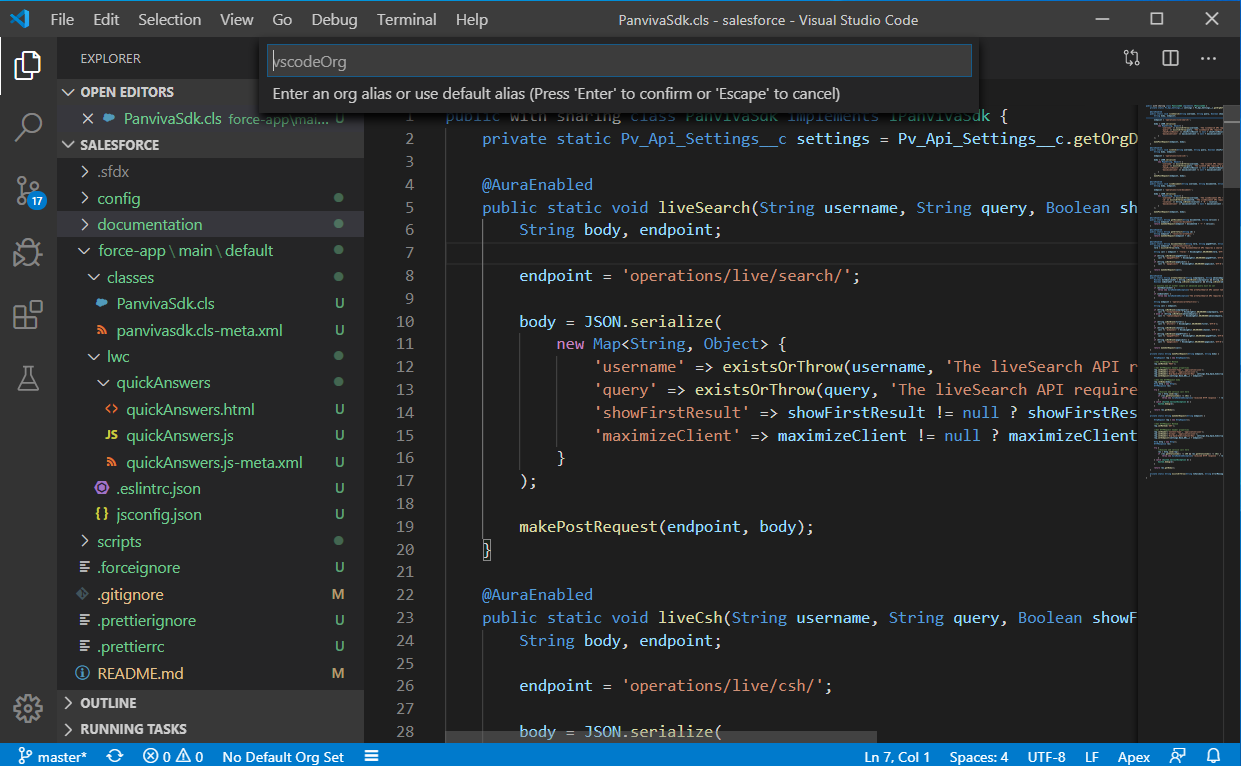 File Edit Selection View Go Debug Terminal Help PanvivaSdk.cls - salesforce - Visual Studio Code
EXPLORER
vscodeOrg
Enter an org alias or use default alias (Press 'Enter' to confirm or 'Escape' to cancel)
OPEN EDITORS
PanvivaSdk.cls force-app\mai... U
SALESFORCE
.sfdx
config
documentation
force-app \ main \ default
classes
PanvivaSdk.cls U
panvivasdk.cls-meta.xml U
lwc
quickAnswers
quickAnswers.html U
JS quickAnswers.js U
quickAnswers.js-meta.xml U
.eslintrc.json U
{} jsconfig.json U
scripts
.forceignore U
.gitignore M
.prettierignore U
.prettierrc U
README.md M
OUTLINE
RUNNING TASKS
17
1 public with sharing class PanvivaSdk implements IPanvivaSdk {
2 private static Pv_Api_Settings__c settings = Pv_Api_Settings__c.getOrgD
3
4 @AuraEnabled
5 public static void liveSearch(String username, String query, Boolean sh
6 String body, endpoint;
7
8 endpoint = 'operations/live/search/';
9
10 body = JSON.serialize(
11 new Map<String, Object> {
12 'username' => existsOrThrow(username, 'The liveSearch API r
13 'query' => existsOrThrow(query, 'The liveSearch API require
14 'showFirstResult' => showFirstResult != null ? showFirstRes
15 'maximizeClient' => maximizeClient != null ? maximizeClient
16 }
17 );
18
19 makePostRequest(endpoint, body);
20 }
21
22 @AuraEnabled
23 public static void liveCsh(String username, String query, Boolean showF
24 String body, endpoint;
25
26 endpoint = 'operations/live/csh/';
27
28 body = JSON.serialize(
master* 0 0 No Default Org Set Ln 7, Col 1 Spaces: 4 UTF-8 LF Apex